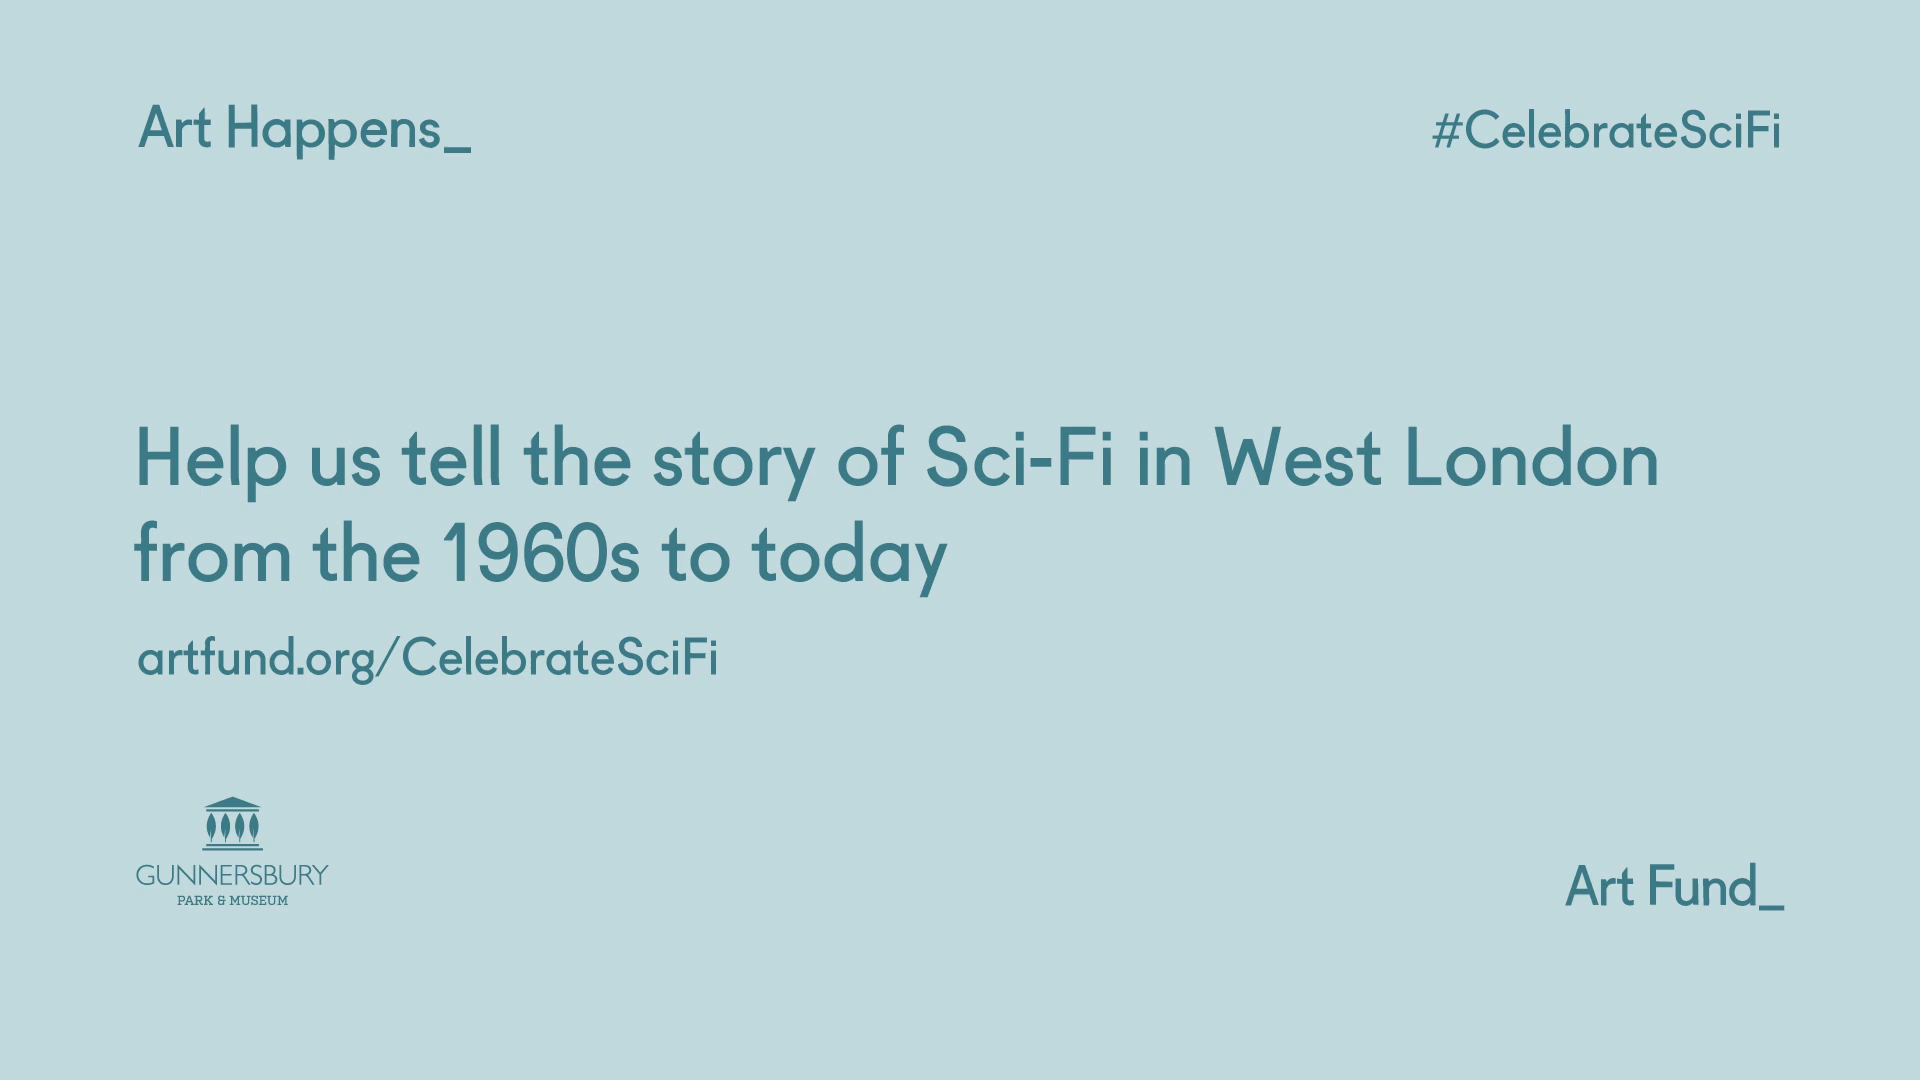 Art Happens_
#CelebrateSciFi
Help us tell the story of Sci-Fi in West London
from the 1960s to today
artfund.org/CelebrateSciFi
GUNNERSBURY
PARK & MUSEUM
Art Fund_